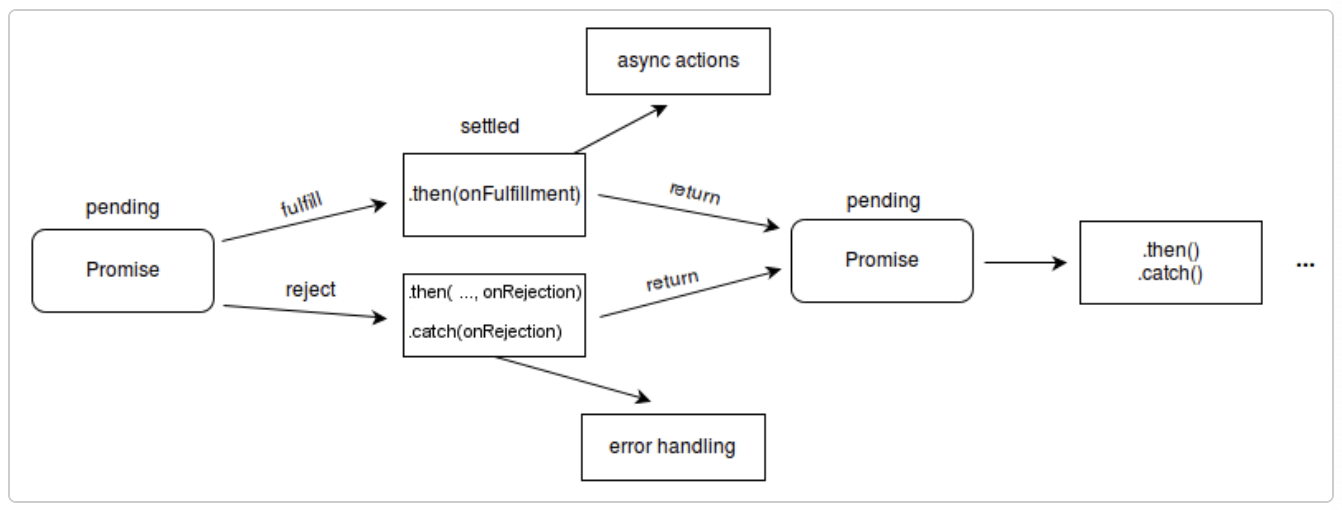 async actions
settled
.then(onFulfillment)
pending
fulfill
Promise
reject
.then( ..., onRejection)
.catch(onRejection)
return
return
pending
Promise
.then()
.catch()
...
error handling